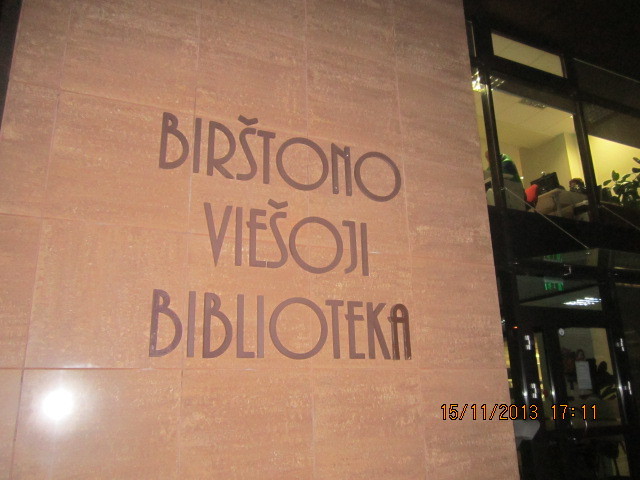 BIRŠTONO
VIEŠOJI
BIBLIOTEKA
15/11/2013 17:11